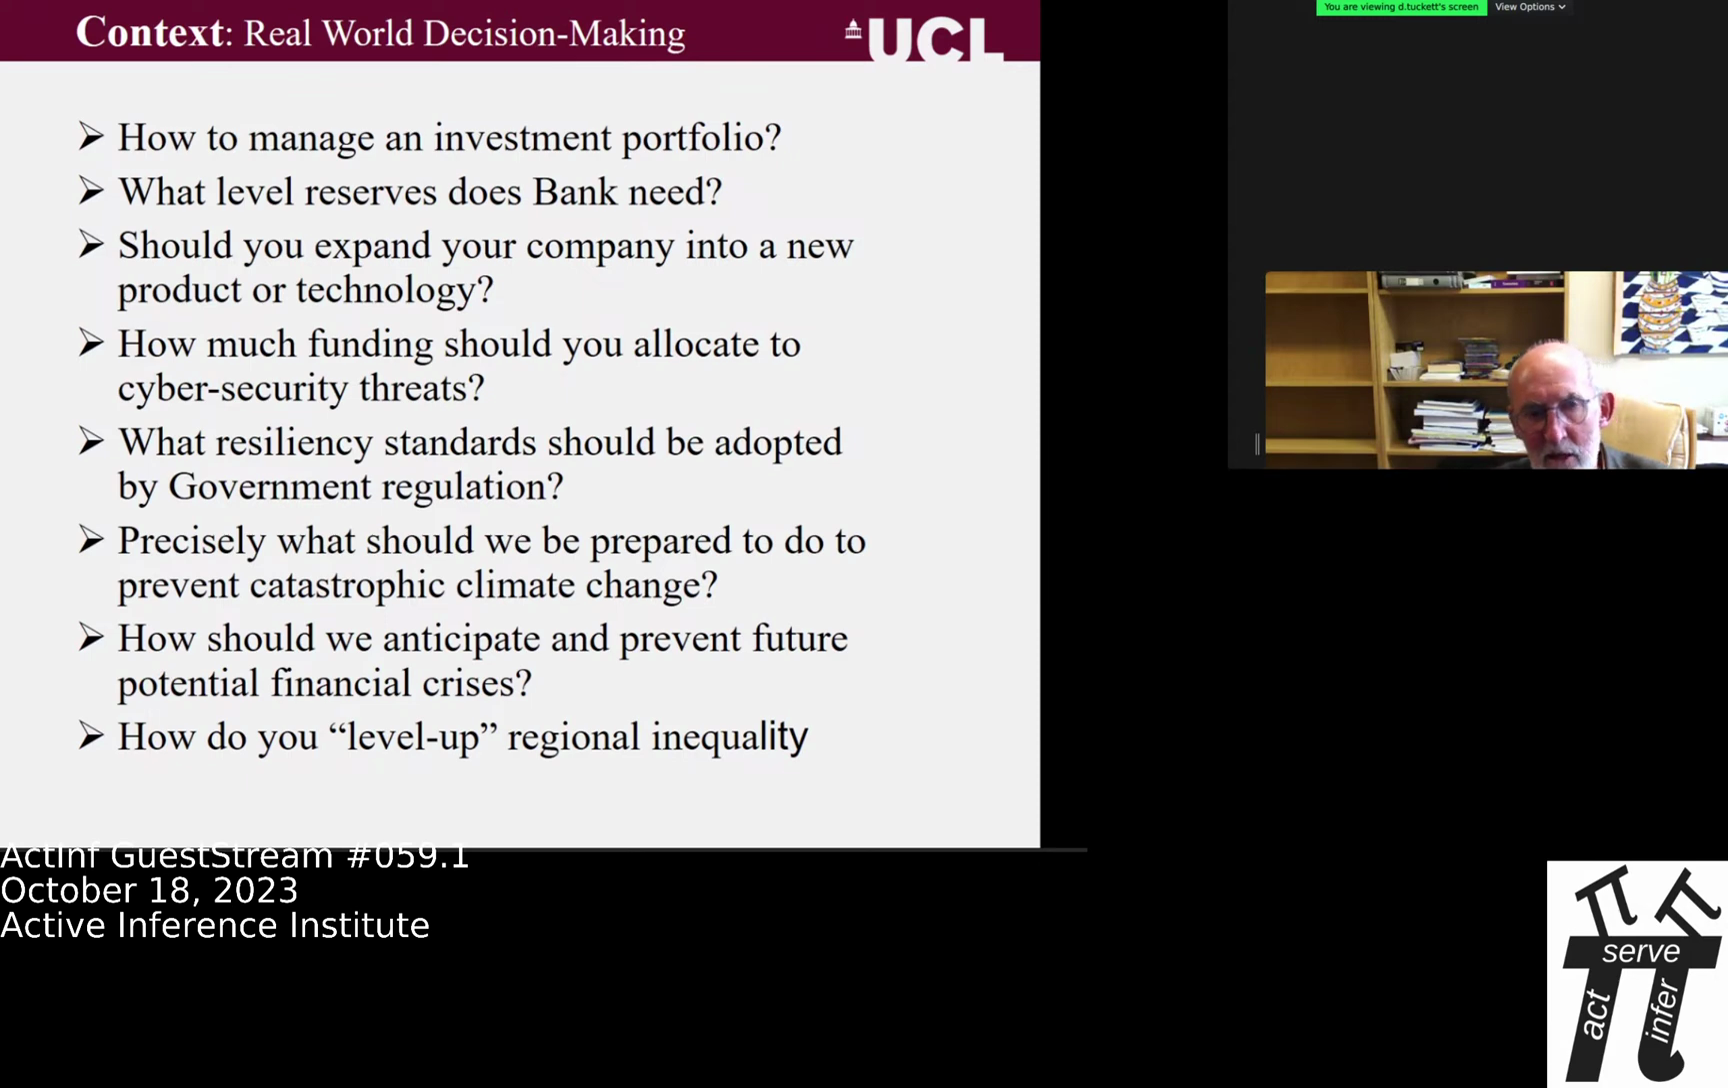 Context: Real World Decision-Making
UCL
You are viewing d.tuckett's screen
View Options
➢ How to manage an investment portfolio?
➢ What level reserves does Bank need?
➢ Should you expand your company into a new
product or technology?
➢ How much funding should you allocate to
cyber-security threats?
➢ What resiliency standards should be adopted
by Government regulation?
➢ Precisely what should we be prepared to do to
prevent catastrophic climate change?
➢ How should we anticipate and prevent future
potential financial crises?
➢ How do you “level-up” regional inequality
ActInf GuestStream #059.1
October 18, 2023
Active Inference Institute
serve
act
infer